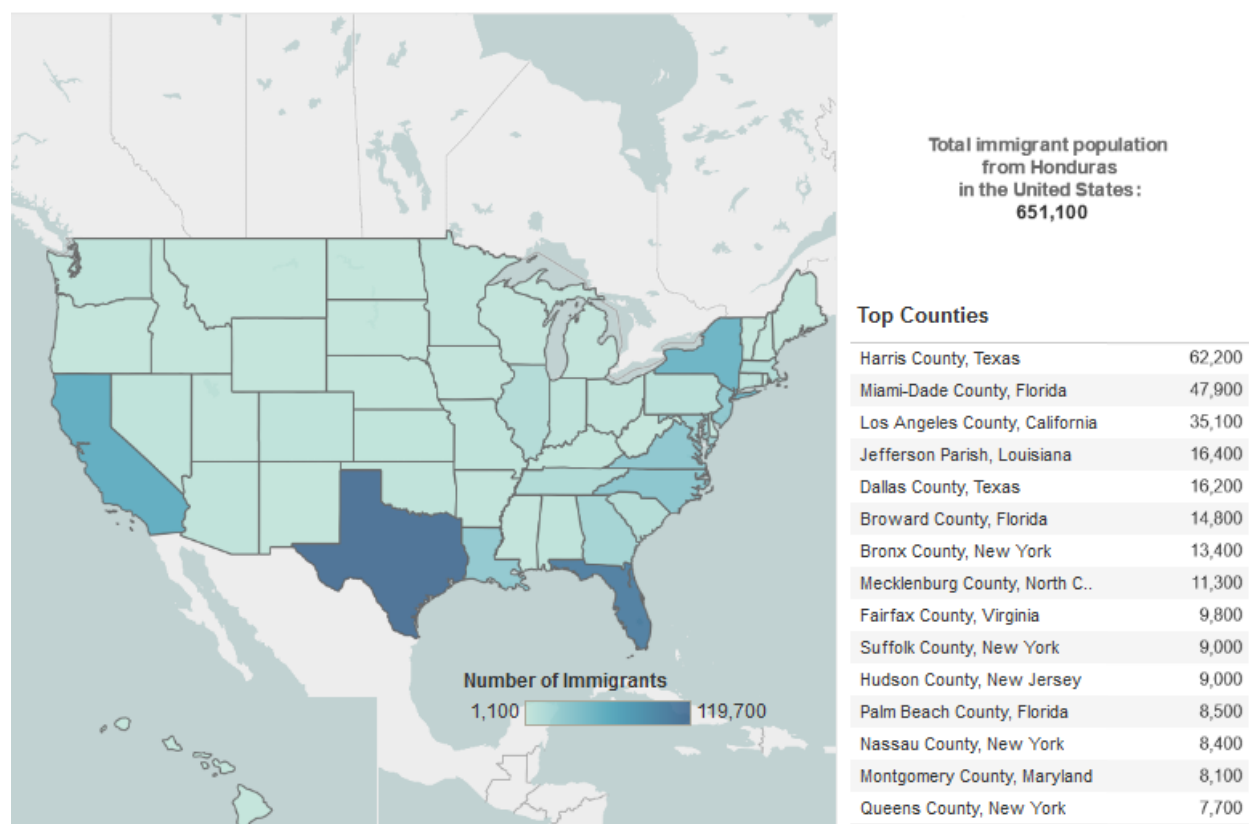 Total immigrant population
from Honduras
in the United States:
651,100
Top Counties
Harris County, Texas 62,200
Miami-Dade County, Florida 47,900
Los Angeles County, California 35,100
Jefferson Parish, Louisiana 16,400
Dallas County, Texas 16,200
Broward County, Florida 14,800
Bronx County, New York 13,400
Mecklenburg County, North C.. 11,300
Fairfax County, Virginia 9,800
Suffolk County, New York 9,000
Hudson County, New Jersey 9,000
Palm Beach County, Florida 8,500
Nassau County, New York 8,400
Montgomery County, Maryland 8,100
Queens County, New York 7,700
Number of Immigrants
1,100 119,700